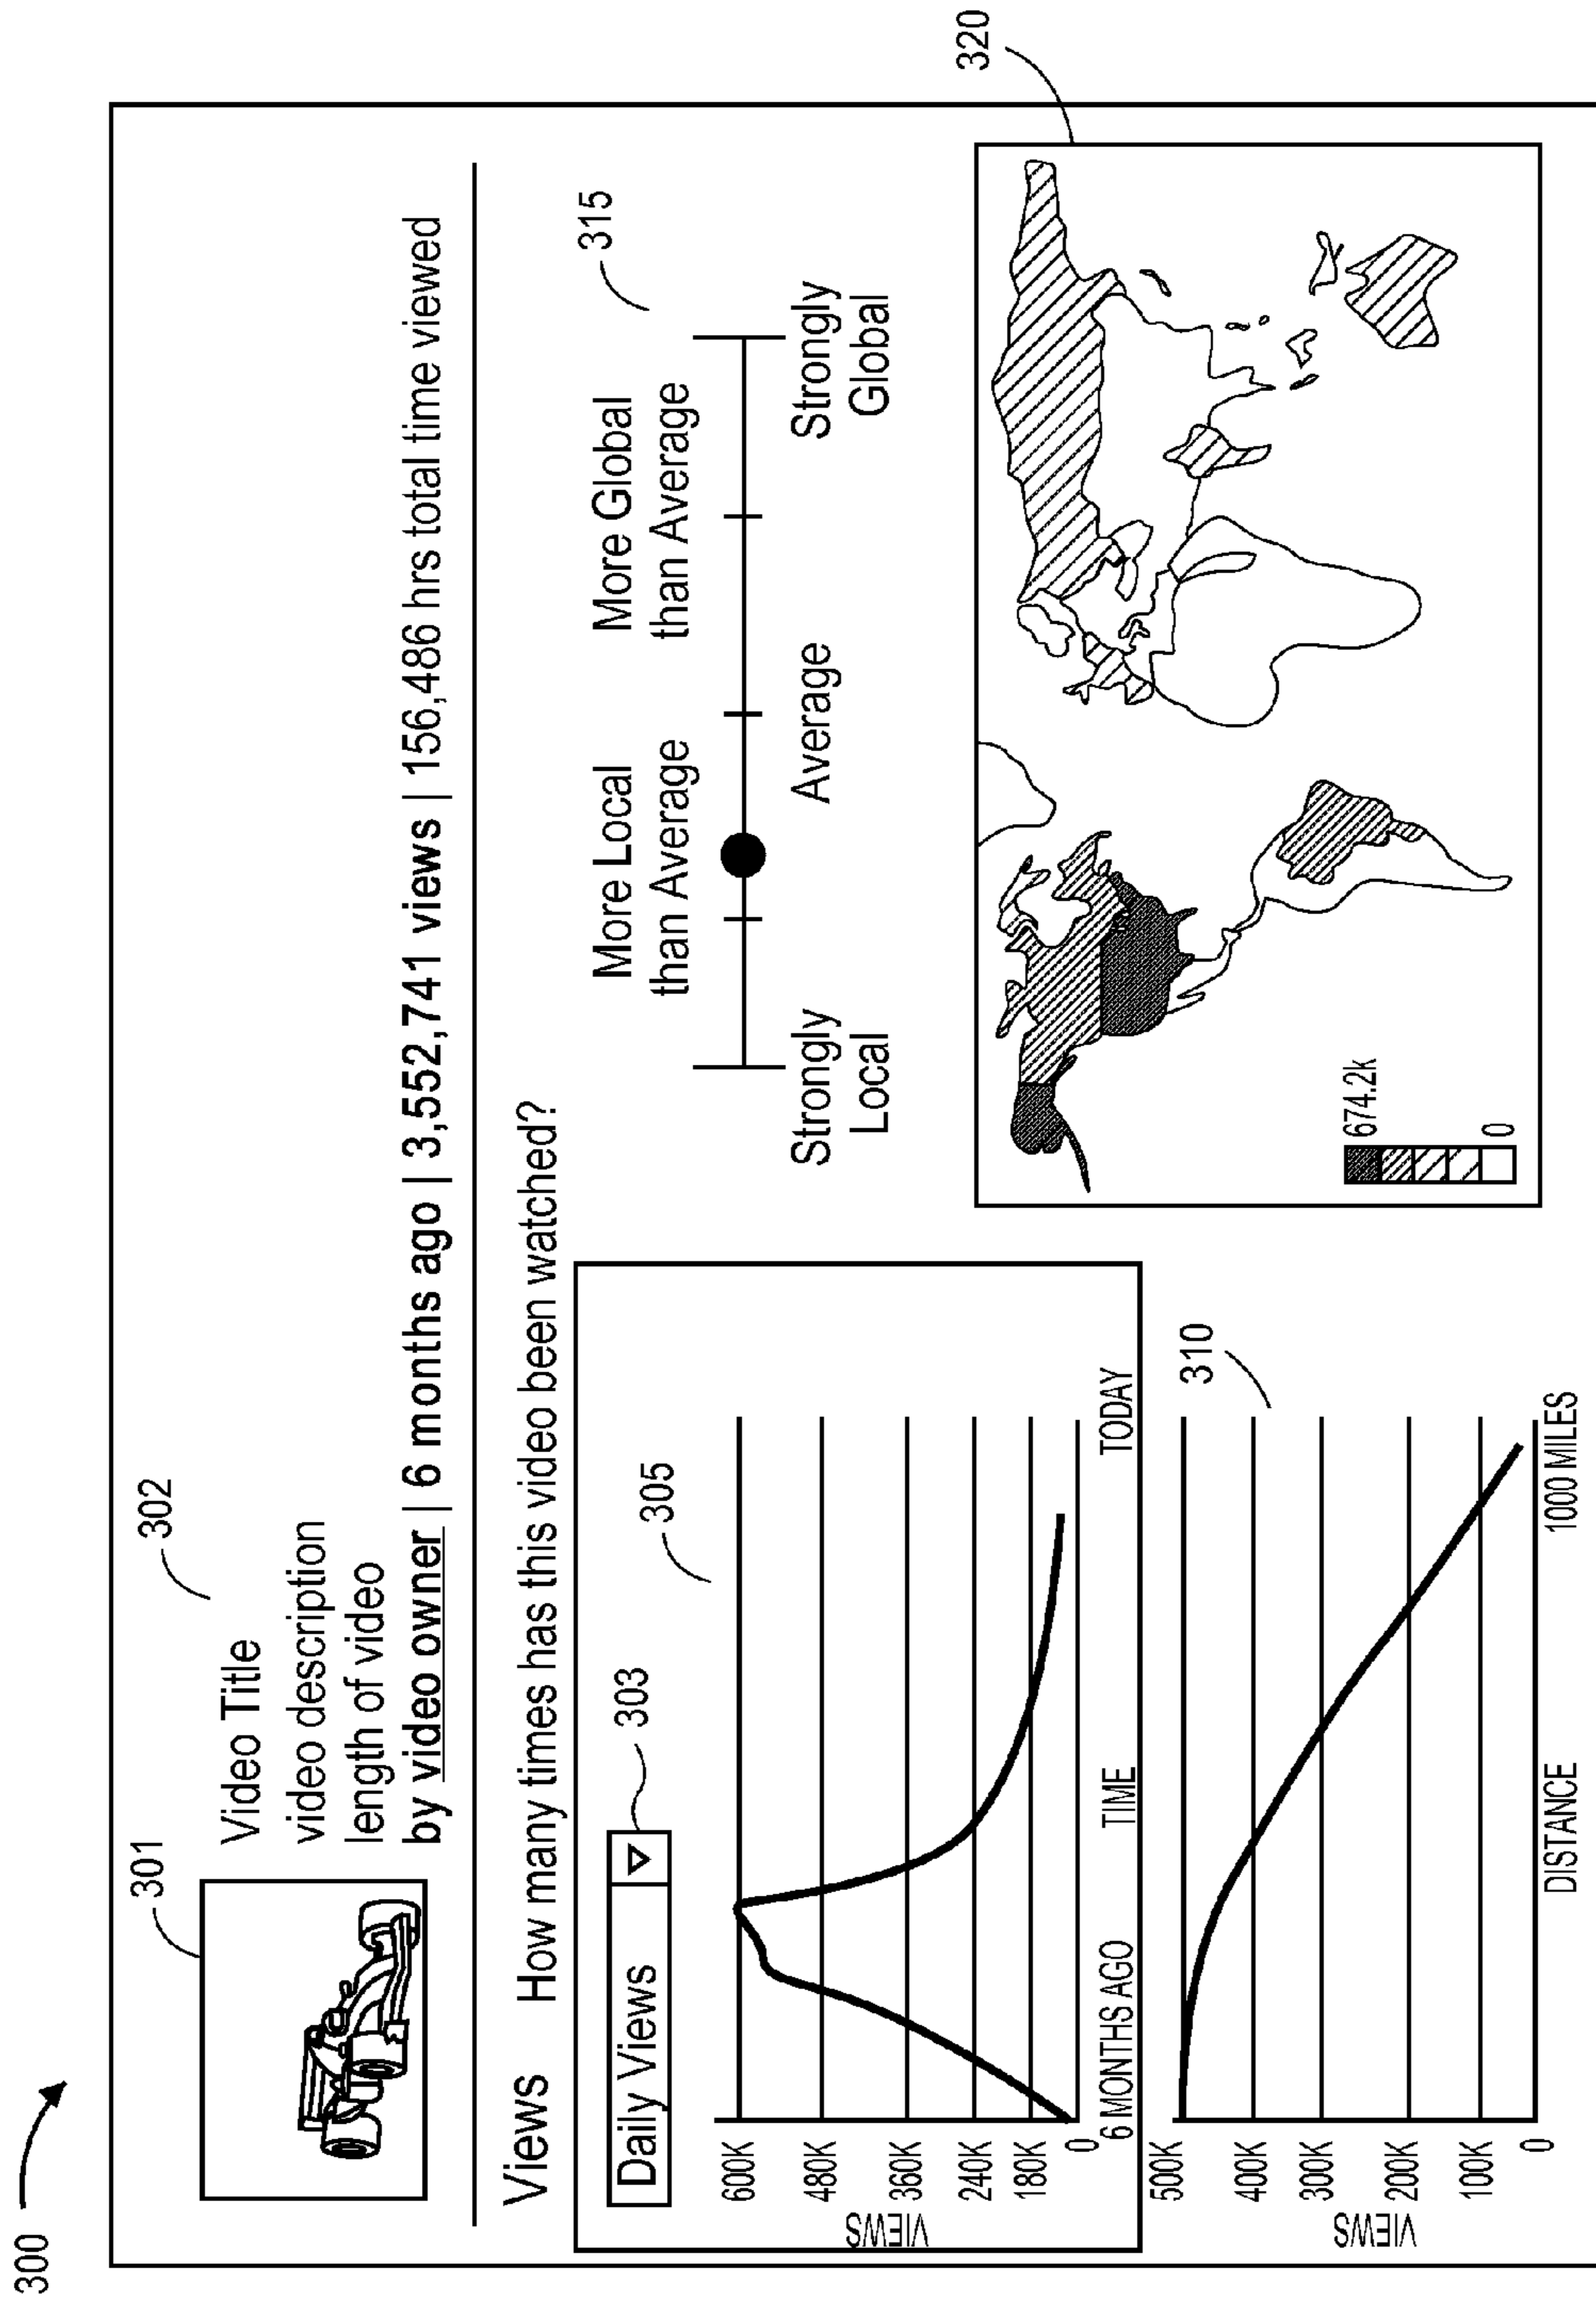 300
301
302
Video Title
video description
length of video
by video owner | 6 months ago | 3,552,741 views | 156,486 hrs total time viewed
Views How many times has this video been watched?
Daily Views
303
305
600K
480K
360K
240K
180K
0
VIEWS
6 MONTHS AGO TIME TODAY
310
500K
400K
300K
200K
100K
0
VIEWS
DISTANCE 1000 MILES
315
More Local
than Average
More Global
than Average
Strongly
Local
Average
Strongly
Global
320
674.2k
0